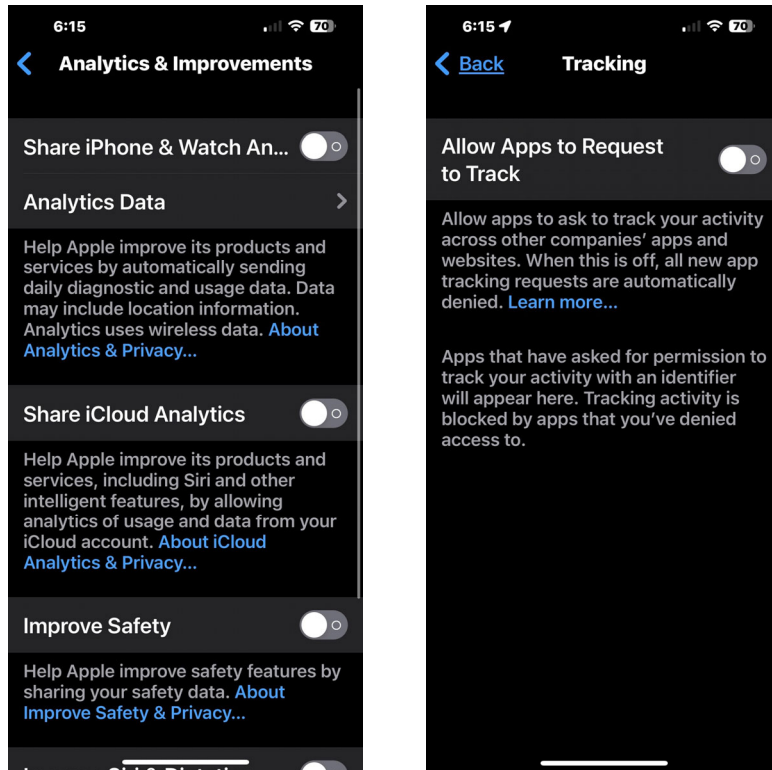 6:15
70
Analytics & Improvements
Share iPhone & Watch An...
Analytics Data
Help Apple improve its products and
services by automatically sending
daily diagnostic and usage data. Data
may include location information.
Analytics uses wireless data. About
Analytics & Privacy...
Share iCloud Analytics
Help Apple improve its products and
services, including Siri and other
intelligent features, by allowing
analytics of usage and data from your
iCloud account. About iCloud
Analytics & Privacy...
Improve Safety
Help Apple improve safety features by
sharing your safety data. About
Improve Safety & Privacy...
6:15
70
Back
Tracking
Allow Apps to Request
to Track
Allow apps to ask to track your activity
across other companies' apps and
websites. When this is off, all new app
tracking requests are automatically
denied. Learn more...
Apps that have asked for permission to
track your activity with an identifier
will appear here. Tracking activity is
blocked by apps that you've denied
access to.